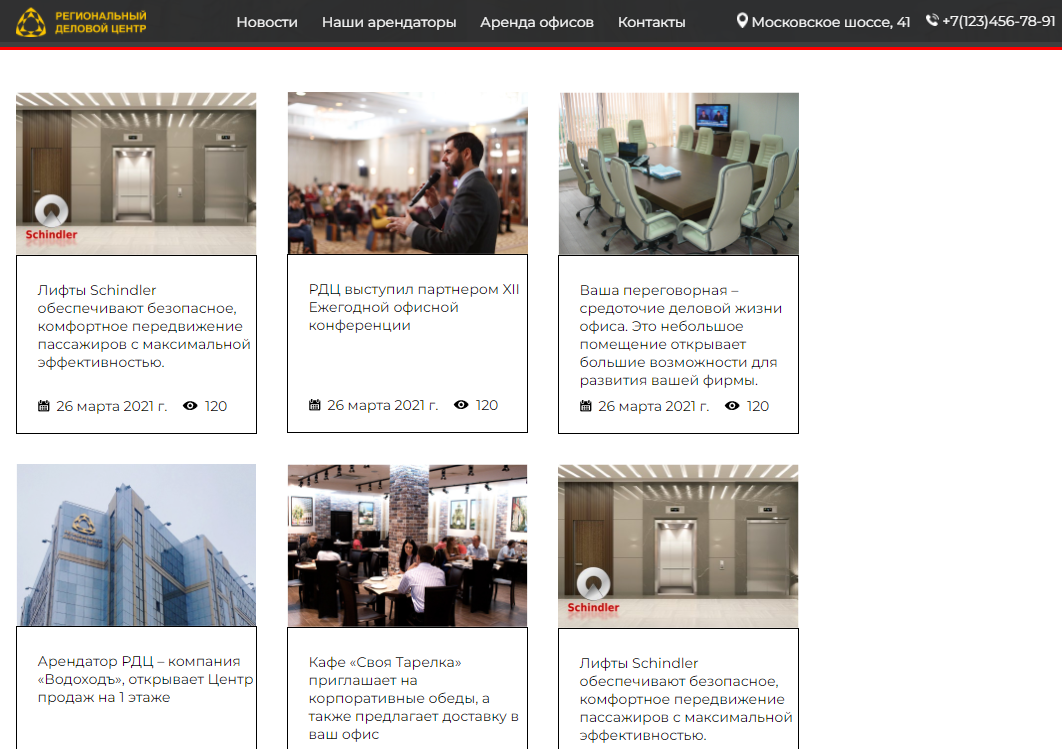 РЕГИОНАЛЬНЫЙ
ДЕЛОВОЙ ЦЕНТР
Новости Наши арендаторы Аренда офисов Контакты Московское шоссе, 41 +7(123)456-78-91
Schindler
Лифты Schindler
обеспечивают безопасное,
комфортное передвижение
пассажиров с максимальной
эффективностью.
26 марта 2021 г. 120
РДЦ выступил партнером XII
Ежегодной офисной
конференции
26 марта 2021 г. 120
Ваша переговорная –
средоточие деловой жизни
офиса. Это небольшое
помещение открывает
большие возможности для
развития вашей фирмы.
26 марта 2021 г. 120
Арендатор РДЦ – компания
«Водоходъ», открывает Центр
продаж на 1 этаже
Кафе «Своя Тарелка»
приглашает на
корпоративные обеды, а
также предлагает доставку в
ваш офис
Schindler
Лифты Schindler
обеспечивают безопасное,
комфортное передвижение
пассажиров с максимальной
эффективностью.